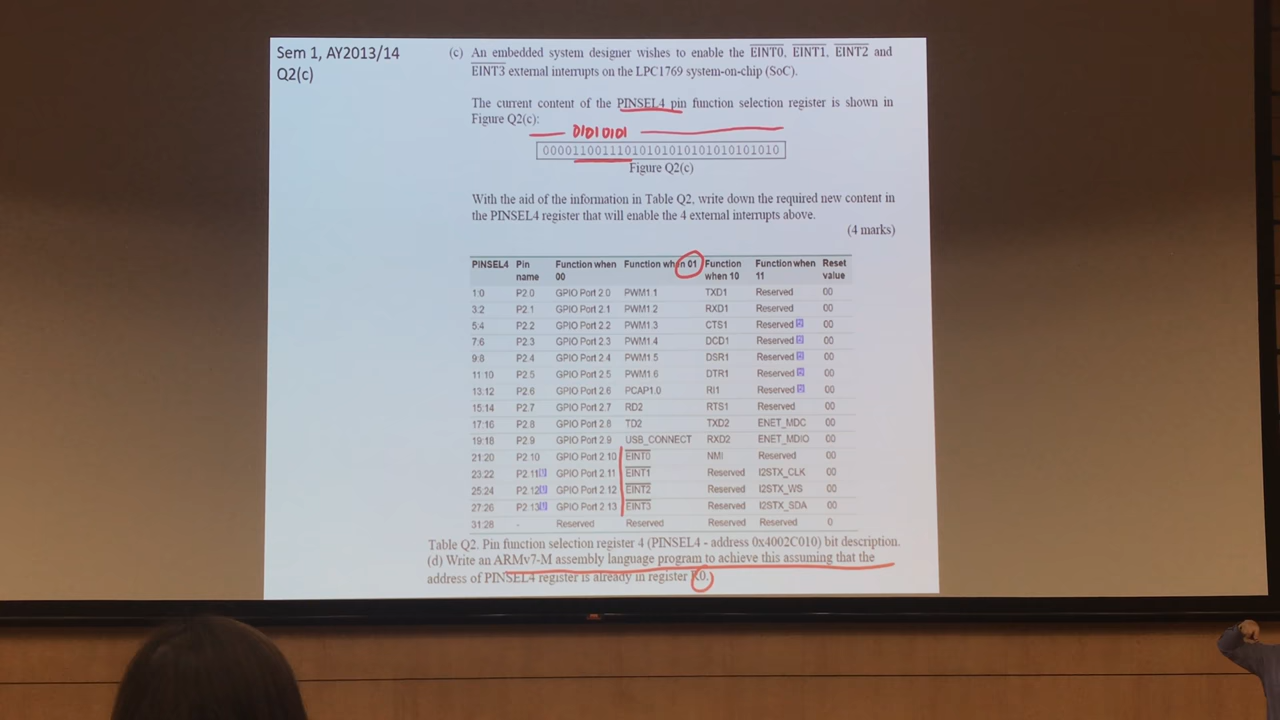 Sem 1, AY2013/14
Q2(c)
(c) An embedded system designer wishes to enable the EINT0, EINT1, EINT2 and
EINT3 external interrupts on the LPC1769 system-on-chip (SoC).
The current content of the PINSEL4 pin function selection register is shown in
Figure Q2(c):
01010101
00001100111010101010101010101010
Figure Q2(c)
With the aid of the information in Table Q2, write down the required new content in
the PINSEL4 register that will enable the 4 external interrupts above.
(4 marks)
PINSEL4 Pin name Function when 00 Function when 01 Function when 10 Function when 11 Reset value
1:0 P2.0 GPIO Port 2.0 PWM1.1 TXD1 Reserved 00
3:2 P2.1 GPIO Port 2.1 PWM1.2 RXD1 Reserved 00
5:4 P2.2 GPIO Port 2.2 PWM1.3 CTS1 Reserved [2] 00
7:6 P2.3 GPIO Port 2.3 PWM1.4 DCD1 Reserved [2] 00
9:8 P2.4 GPIO Port 2.4 PWM1.5 DSR1 Reserved [2] 00
11:10 P2.5 GPIO Port 2.5 PWM1.6 DTR1 Reserved [2] 00
13:12 P2.6 GPIO Port 2.6 PCAP1.0 RI1 Reserved [2] 00
15:14 P2.7 GPIO Port 2.7 RD2 RTS1 Reserved 00
17:16 P2.8 GPIO Port 2.8 TD2 TXD2 ENET_MDC 00
19:18 P2.9 GPIO Port 2.9 USB_CONNECT RXD2 ENET_MDIO 00
21:20 P2.10 GPIO Port 2.10 EINT0 NMI Reserved 00
23:22 P2.11[1] GPIO Port 2.11 EINT1 Reserved I2STX_CLK 00
25:24 P2.12[1] GPIO Port 2.12 EINT2 Reserved I2STX_WS 00
27:26 P2.13[1] GPIO Port 2.13 EINT3 Reserved I2STX_SDA 00
31:28 - Reserved Reserved Reserved Reserved 0
Table Q2. Pin function selection register 4 (PINSEL4 - address 0x4002C010) bit description.
(d) Write an ARMv7-M assembly language program to achieve this assuming that the
address of PINSEL4 register is already in register R0.